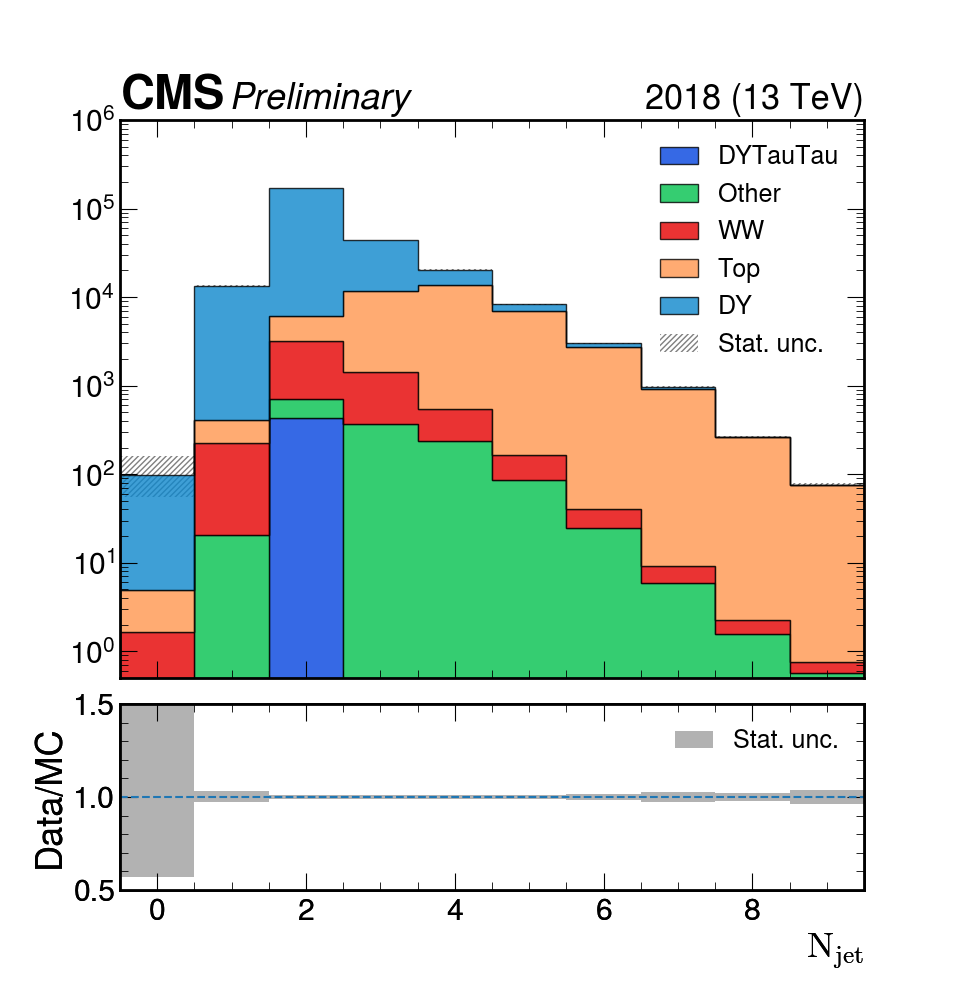 CMS Preliminary 2018 (13 TeV)
10^6
10^5
10^4
10^3
10^2
10^1
10^0
DYTauTau
Other
WW
Top
DY
Stat. unc.
1.5
1.0
0.5
Data/MC
Stat. unc.
0 2 4 6 8
N_jet